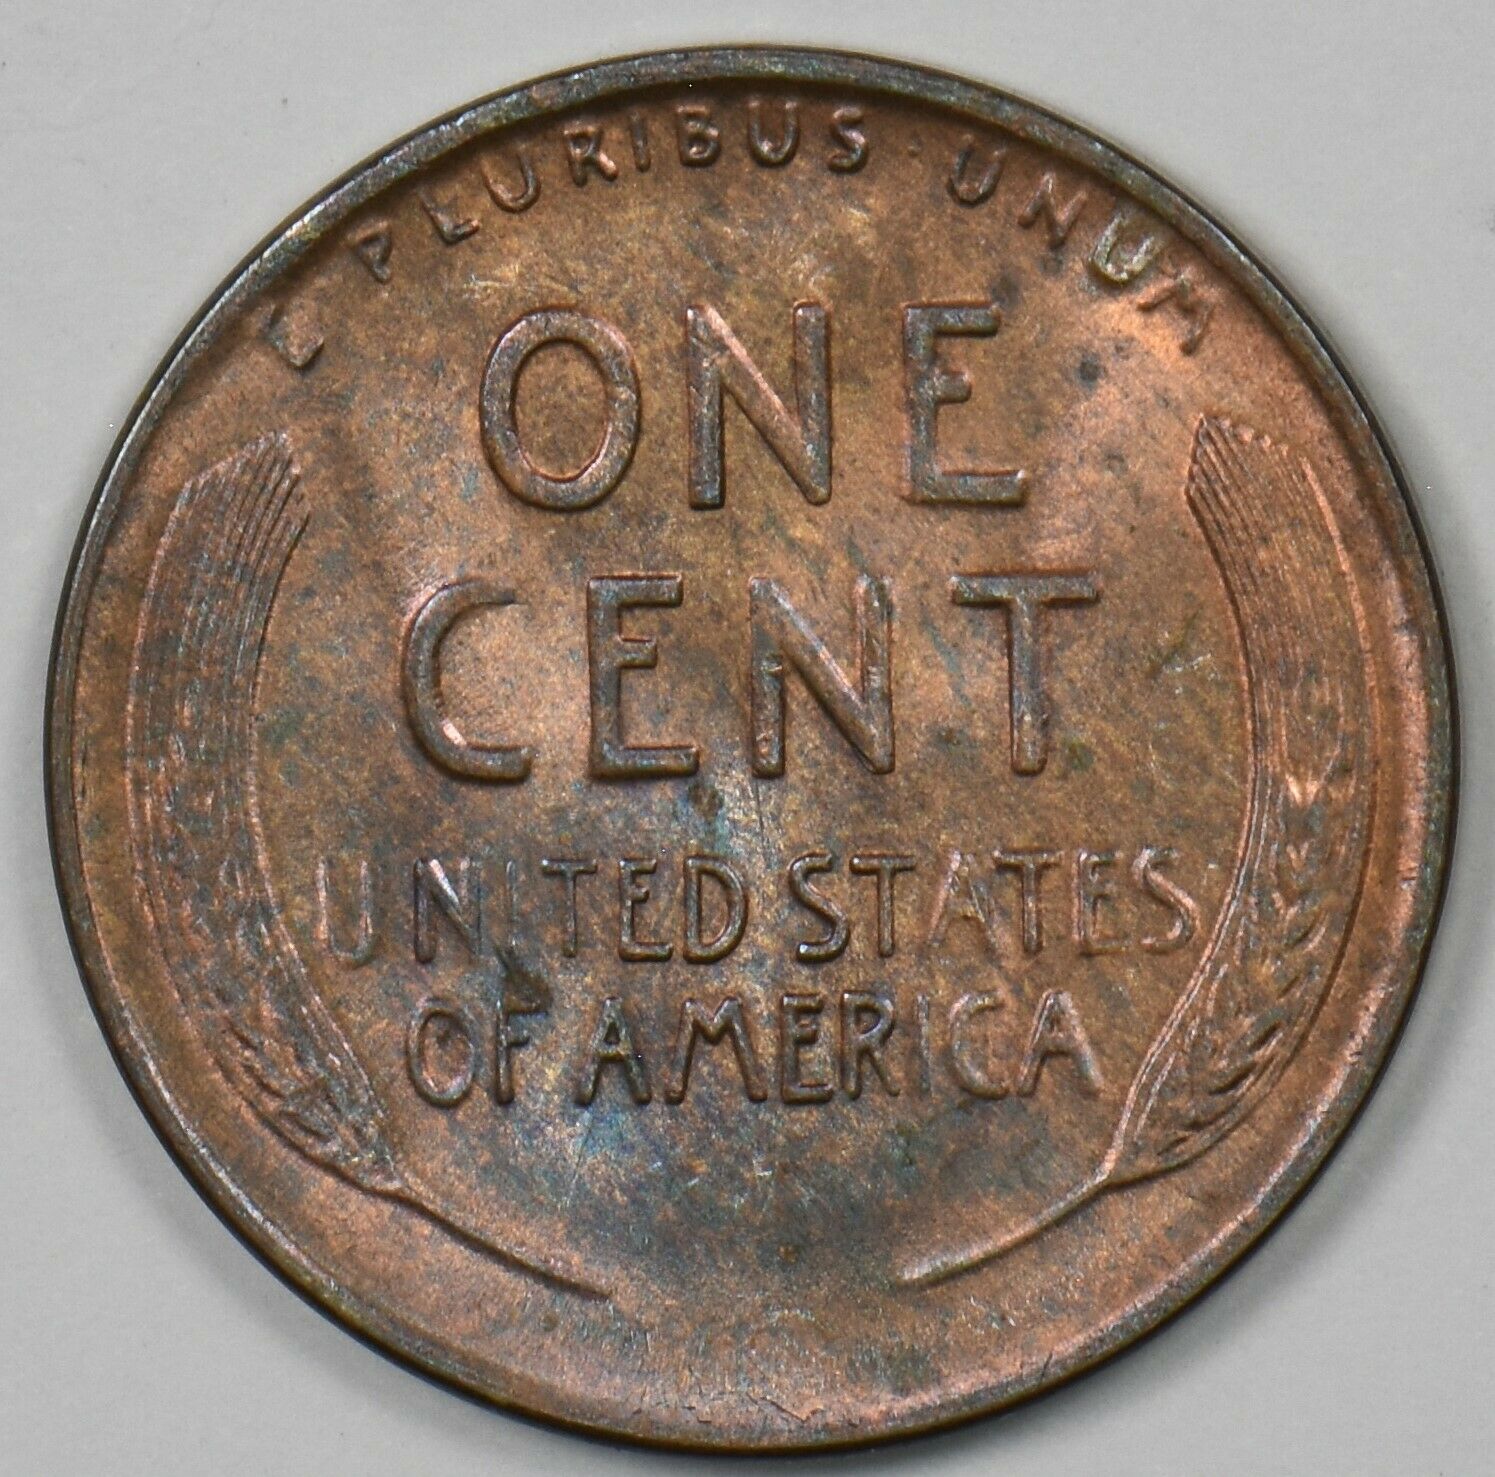 E PLURIBUS · UNUM
ONE
CENT
UNITED STATES
OF AMERICA